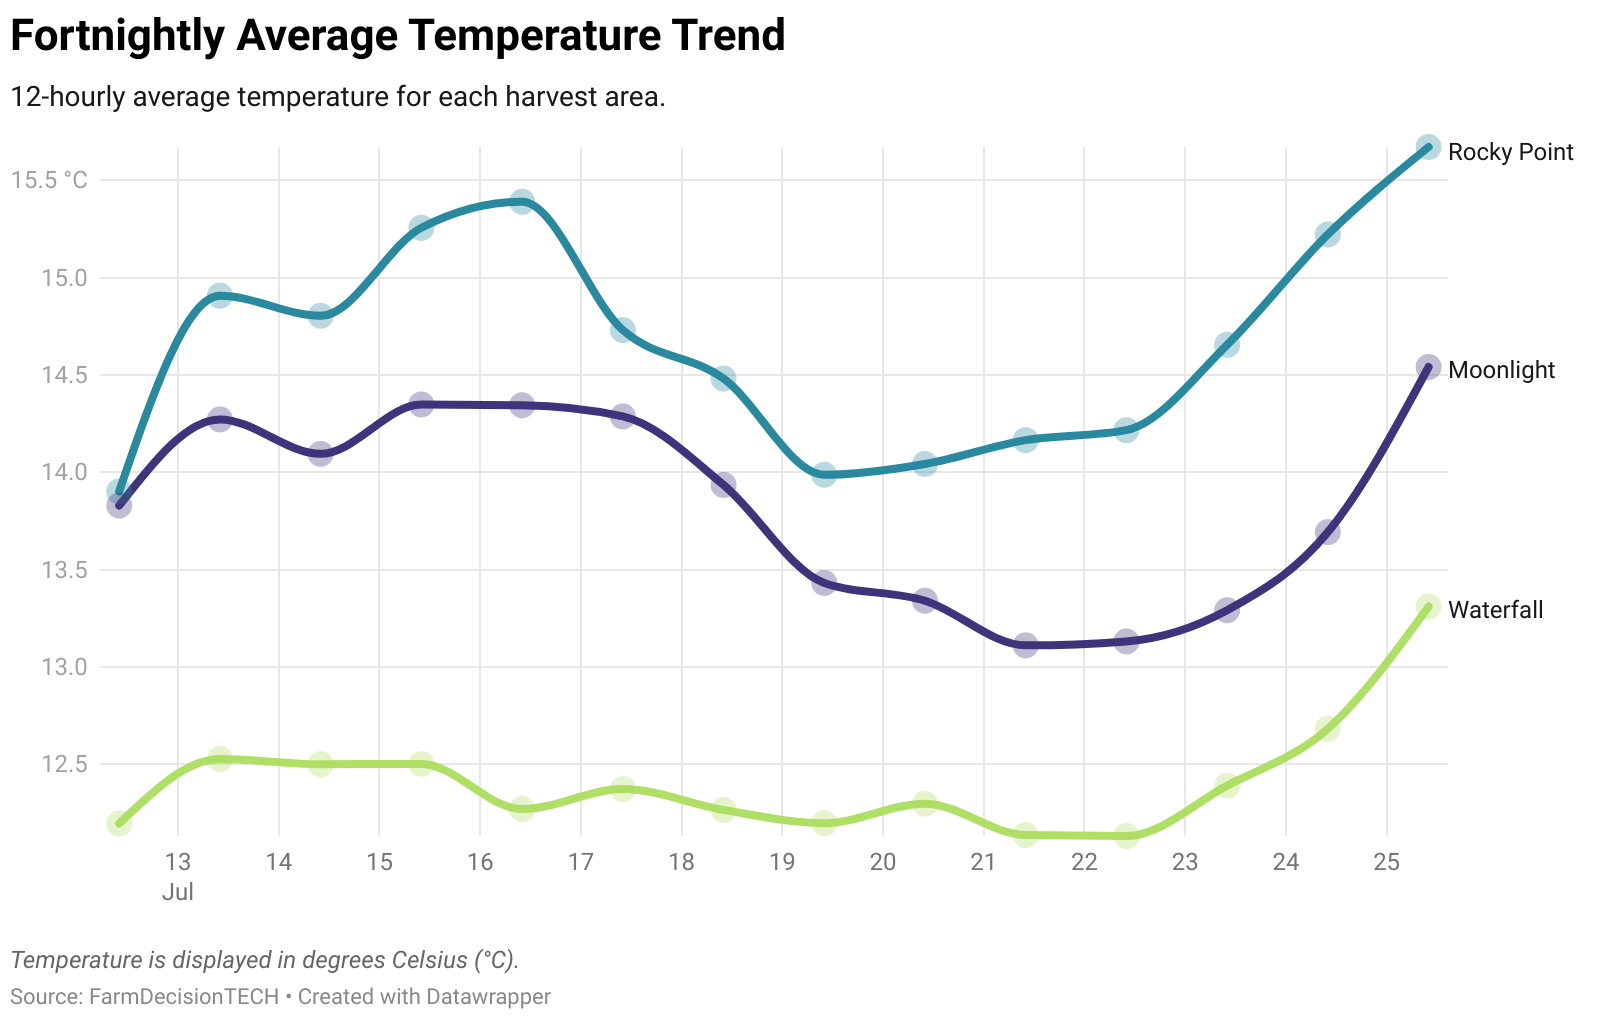 Fortnightly Average Temperature Trend
12-hourly average temperature for each harvest area.
Rocky Point
15.5 °C
15.0
Moonlight
14.5
14.0
13.5
Waterfall
13.0
12.5
13 14 15 16 17 18 19 20 21 22 23 24 25
Jul
Temperature is displayed in degrees Celsius (°C).
Source: FarmDecisionTECH • Created with Datawrapper